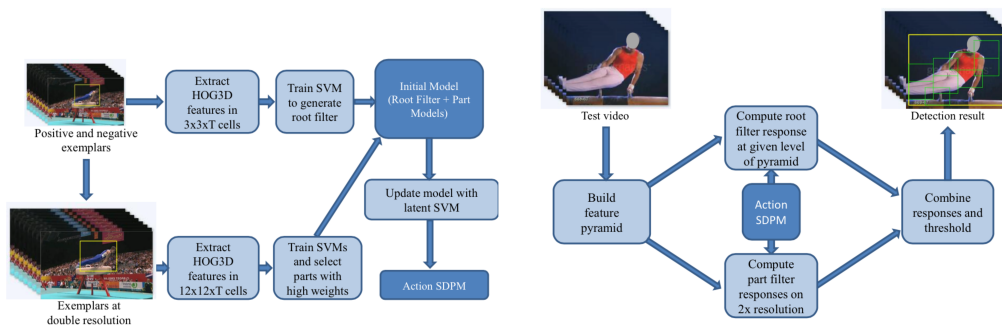 Positive and negative
exemplars
Extract
HOG3D
features in
3x3xT cells
Train SVM
to generate
root filter
Initial Model
(Root Filter + Part
Models)
Update model with
latent SVM
Action SDPM
Exemplars at
double resolution
Extract
HOG3D
features in
12x12xT cells
Train SVMs
and select
parts with
high weights
Test video
Build
feature
pyramid
Compute root
filter response
at given level
of pyramid
Action
SDPM
Compute
part filter
responses on
2x resolution
Combine
responses and
threshold
Detection result